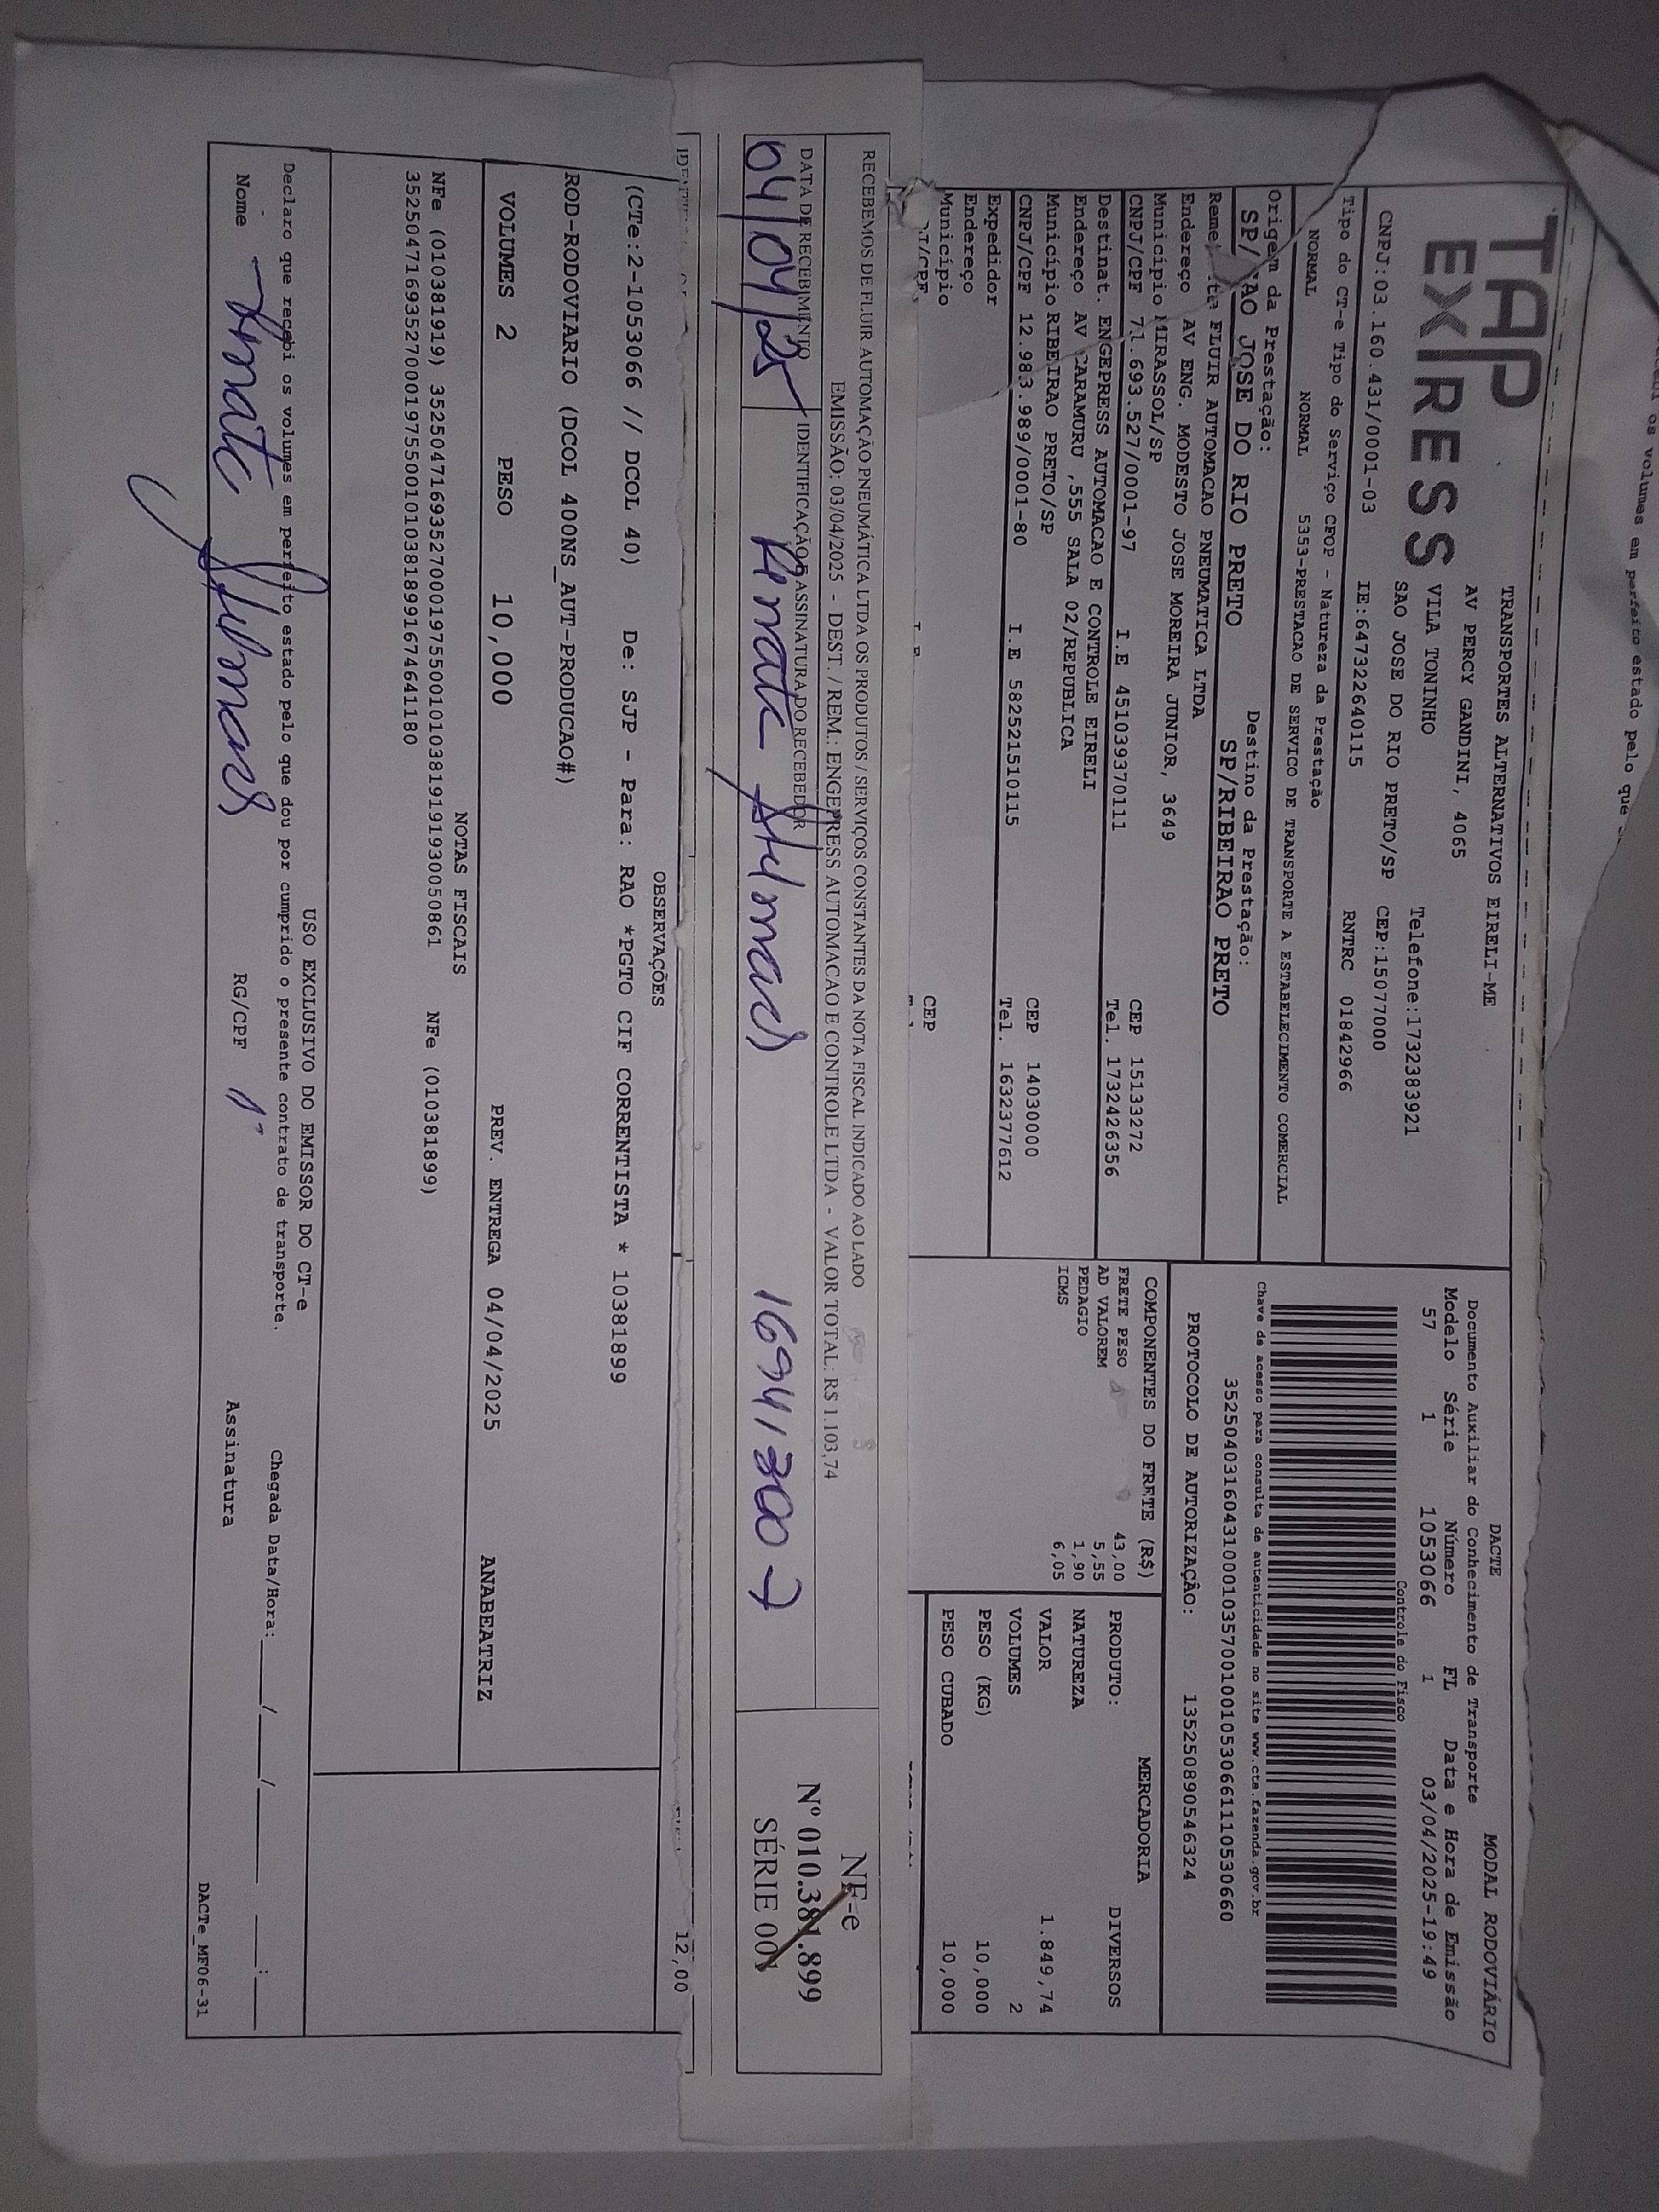 os volumes em perfeito estado pelo que
TAP
EXPRESS
TRANSPORTES ALTERNATIVOS EIRELI-ME
AV PERCY GANDINI, 4065
VILA TONINHO
SAO JOSE DO RIO PRETO/SP
Telefone:1732383921
CEP:15077000
CNPJ:03.160.431/0001-03 IE:647322640115 RNTRC 01842966
Tipo do CT-e Tipo do Serviço CFOP - Natureza da Prestação
NORMAL NORMAL 5353-PRESTACAO DE SERVICO DE TRANSPORTE A ESTABELECIMENTO COMERCIAL
Origem da Prestação: Destino da Prestação:
SP/ JOSE DO RIO PRETO SP/RIBEIRAO PRETO
FLUIR AUTOMACAO PNEUMATICA LTDA
Endereço AV ENG. MODESTO JOSE MOREIRA JUNIOR, 3649
Município MIRASSOL/SP CEP 15133272
CNPJ/CPF 71.693.527/0001-97 I.E 451039370111 Tel. 1732426356
Destinat. ENGEPRESS AUTOMACAO E CONTROLE EIRELI
Endereço AV CARAMURU ,555 SALA 02/REPUBLICA
Município RIBEIRAO PRETO/SP CEP 14030000
CNPJ/CPF 12.983.989/0001-80 I.E 582521510115 Tel. 1632377612
Expedidor
Endereço
Município CEP
DACTE MODAL RODOVIÁRIO
Documento Auxiliar do Conhecimento de Transporte
Modelo Série Número FL Data e Hora de Emissão
57 1 1053066 1 03/04/2025-19:49
Controle do Fisco
Chave de acesso para consulta de autenticidade no site www.cte.fazenda.gov.br
35250403160431000103570010010530661110530660
PROTOCOLO DE AUTORIZAÇÃO: 135250890546324
COMPONENTES DO FRETE (R$)
FRETE PESO 43,00
AD VALOREM 5,55
PEDAGIO 1,90
ICMS 6,05
MERCADORIA
PRODUTO: DIVERSOS
NATUREZA
VALOR 1.849,74
VOLUMES 2
PESO (KG) 10,000
PESO CUBADO 10,000
RECEBEMOS DE FLUIR AUTOMAÇÃO PNEUMÁTICA LTDA OS PRODUTOS / SERVIÇOS CONSTANTES DA NOTA FISCAL INDICADO AO LADO
EMISSÃO: 03/04/2025 - DEST. / REM.: ENGEPRESS AUTOMACAO E CONTROLE LTDA - VALOR TOTAL: R$ 1.103,74
DATA DE RECEBIMENTO IDENTIFICAÇÃO E ASSINATURA DO RECEBEDOR
04/04/25 Renata 169413007
NF-e
Nº 010.381.899
SÉRIE 001
12,00
OBSERVAÇÕES
(CTe:2-1053066 // DCOL 40) De: SJP - Para: RAO *PGTO CIF CORRENTISTA * 10381899
ROD-RODOVIARIO (DCOL 400NS_AUT-PRODUCAO#)
VOLUMES 2 PESO 10,000 PREV. ENTREGA 04/04/2025 ANABEATRIZ
NOTAS FISCAIS
NFe (010381919) 35250471693527000197550010103819191930050861 NFe (010381899)
35250471693527000197550010103818991674641180
USO EXCLUSIVO DO EMISSOR DO CT-e
Declaro que recebi os volumes em perfeito estado pelo que dou por cumprido o presente contrato de transporte. Chegada Data/Hora:____/____/____ __:__
Nome Renata RG/CPF Assinatura
DACTe_MF06-31